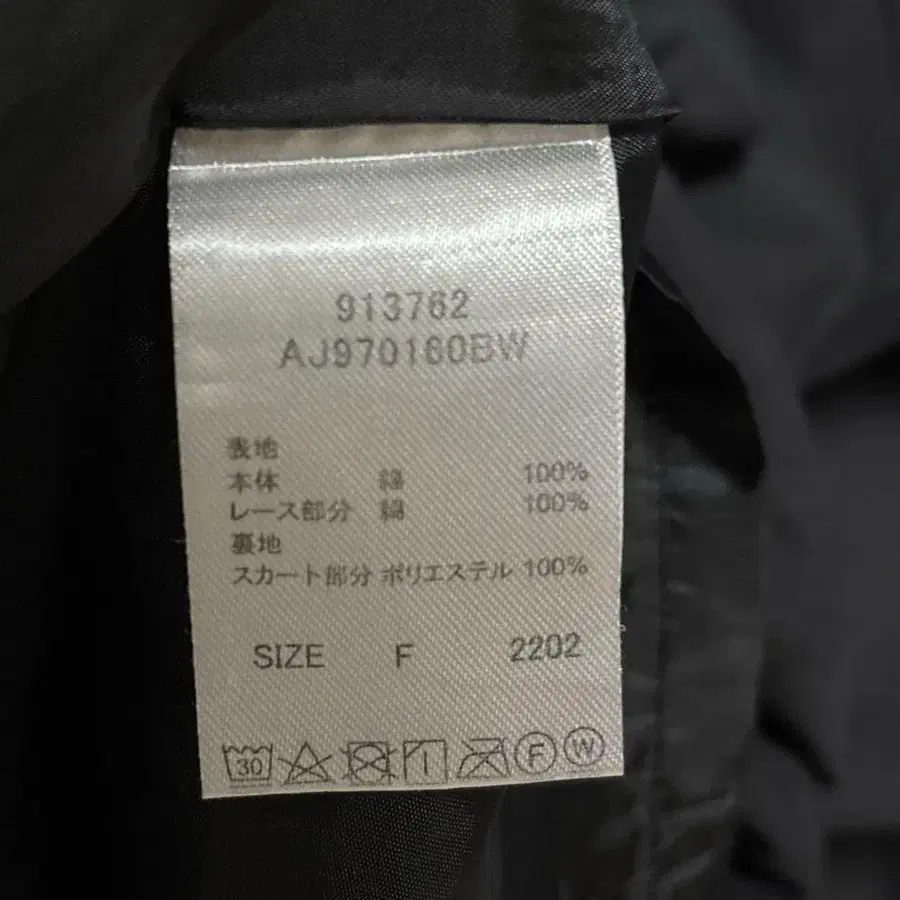 913762
AJ970160BW
表地
本体 綿 100%
レース部分 綿 100%
裏地
スカート部分 ポリエステル 100%
SIZE F 2202
30 F W